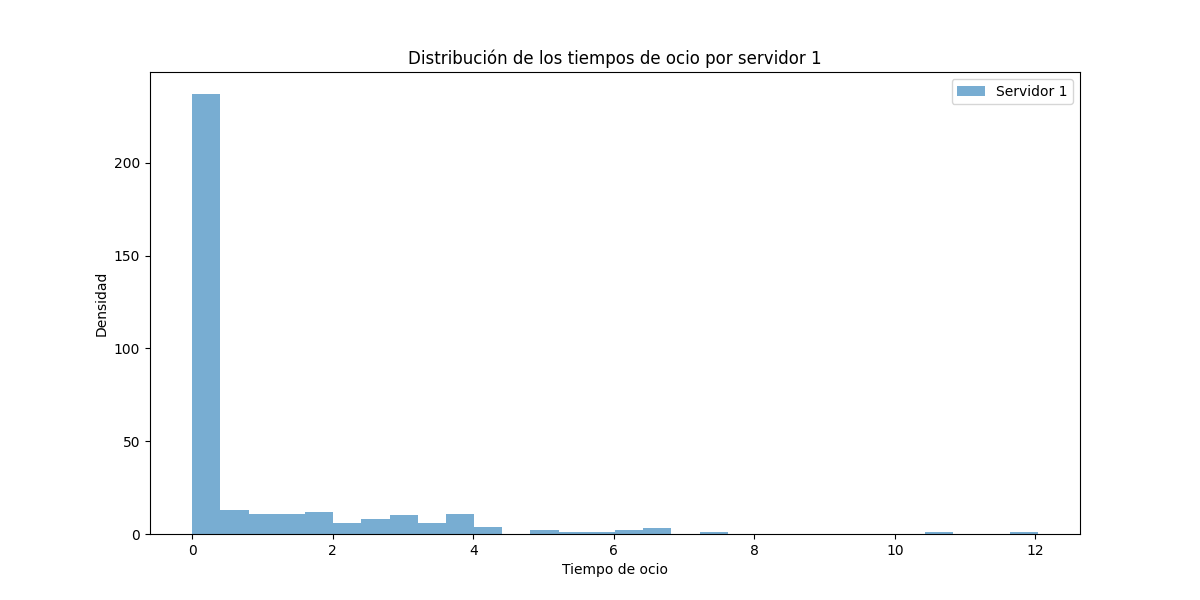 Distribución de los tiempos de ocio por servidor 1
Servidor 1
200
150
100
50
0
Densidad
0 2 4 6 8 10 12
Tiempo de ocio